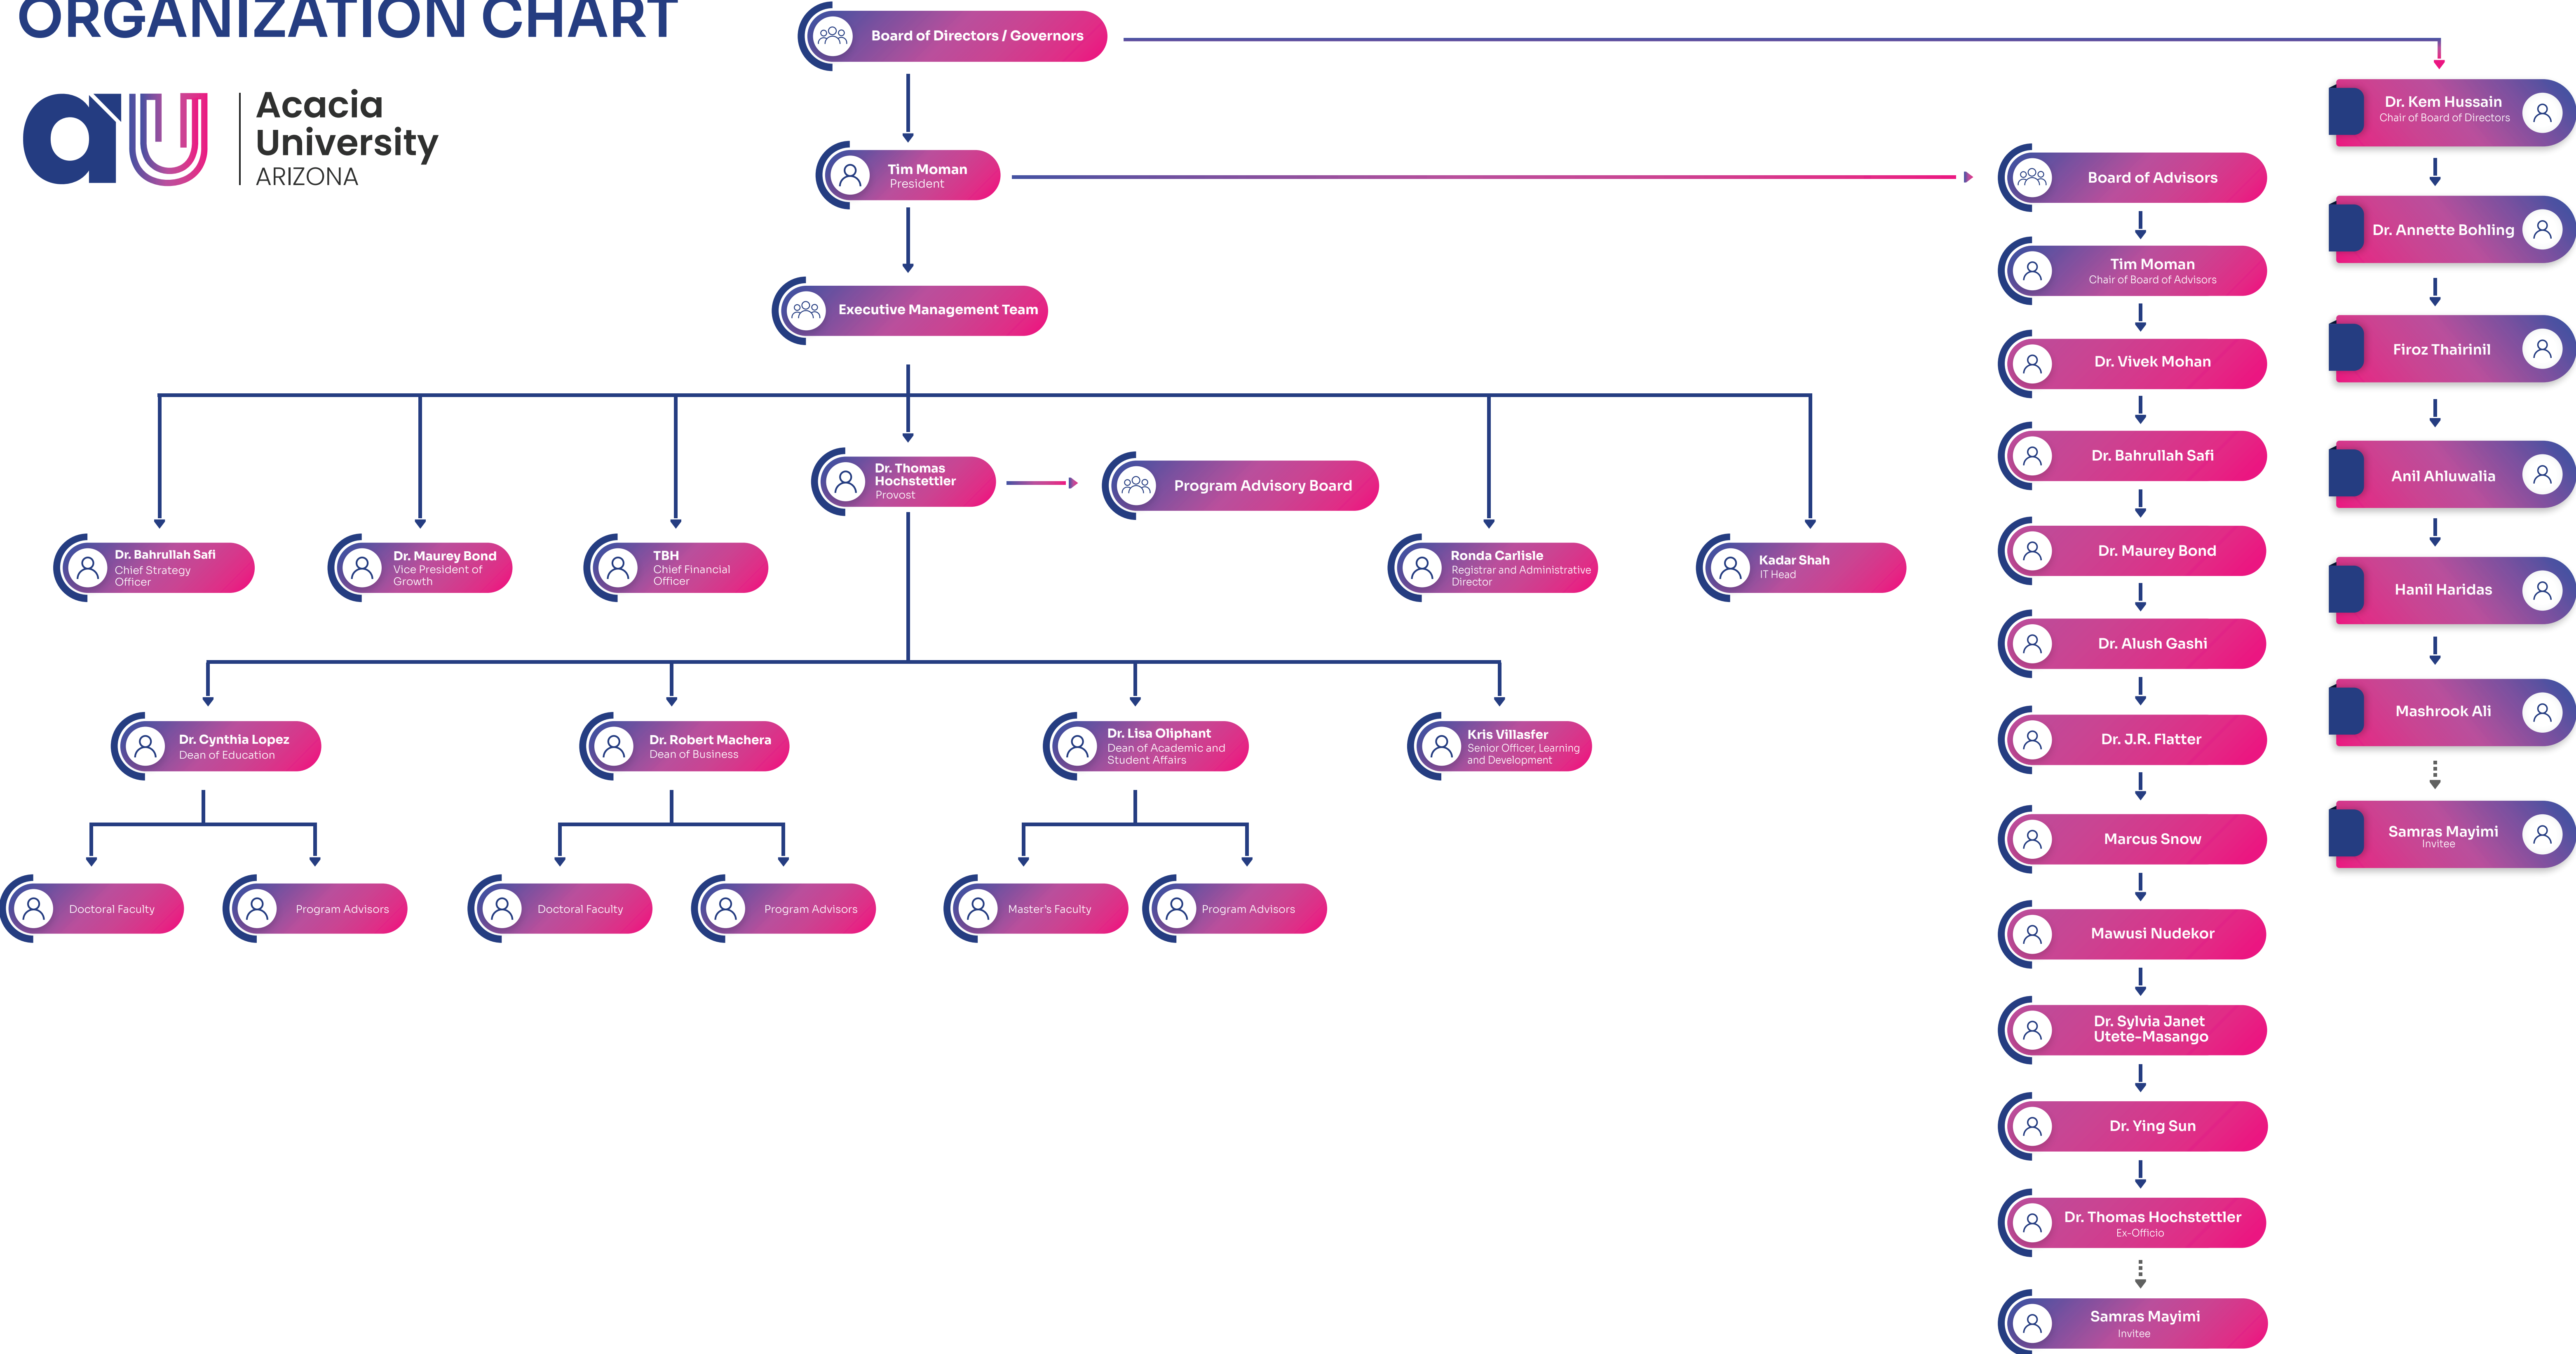 ORGANIZATION CHART
au
Acacia
University
ARIZONA
Board of Directors / Governors
Tim Moman
President
Executive Management Team
Dr. Thomas
Hochstettler
Provost
Program Advisory Board
Dr. Bahrullah Safi
Chief Strategy
Officer
Dr. Maurey Bond
Vice President of
Growth
TBH
Chief Financial
Officer
Ronda Carlisle
Registrar and Administrative
Director
Kadar Shah
IT Head
Dr. Cynthia Lopez
Dean of Education
Dr. Robert Machera
Dean of Business
Dr. Lisa Oliphant
Dean of Academic and
Student Affairs
Kris Villasfer
Senior Officer, Learning
and Development
Doctoral Faculty
Program Advisors
Doctoral Faculty
Program Advisors
Master's Faculty
Program Advisors
Board of Advisors
Tim Moman
Chair of Board of Advisors
Dr. Vivek Mohan
Dr. Bahrullah Safi
Dr. Maurey Bond
Dr. Alush Gashi
Dr. J.R. Flatter
Marcus Snow
Mawusi Nudekor
Dr. Sylvia Janet
Utete-Masango
Dr. Ying Sun
Dr. Thomas Hochstettler
Ex-Officio
Samras Mayimi
Invitee
Dr. Kem Hussain
Chair of Board of Directors
Dr. Annette Bohling
Firoz Thairinil
Anil Ahluwalia
Hanil Haridas
Mashrook Ali
Samras Mayimi
Invitee